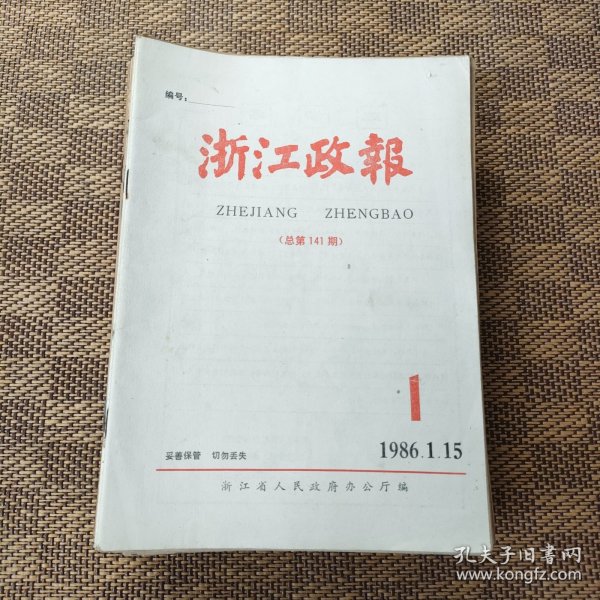 编号：
浙江政報
ZHEJIANG ZHENGBAO
（总第141期）
1
妥善保管 切勿丢失
1986.1.15
浙江省人民政府办公厅编
孔夫子旧書网
www.kongfz.com